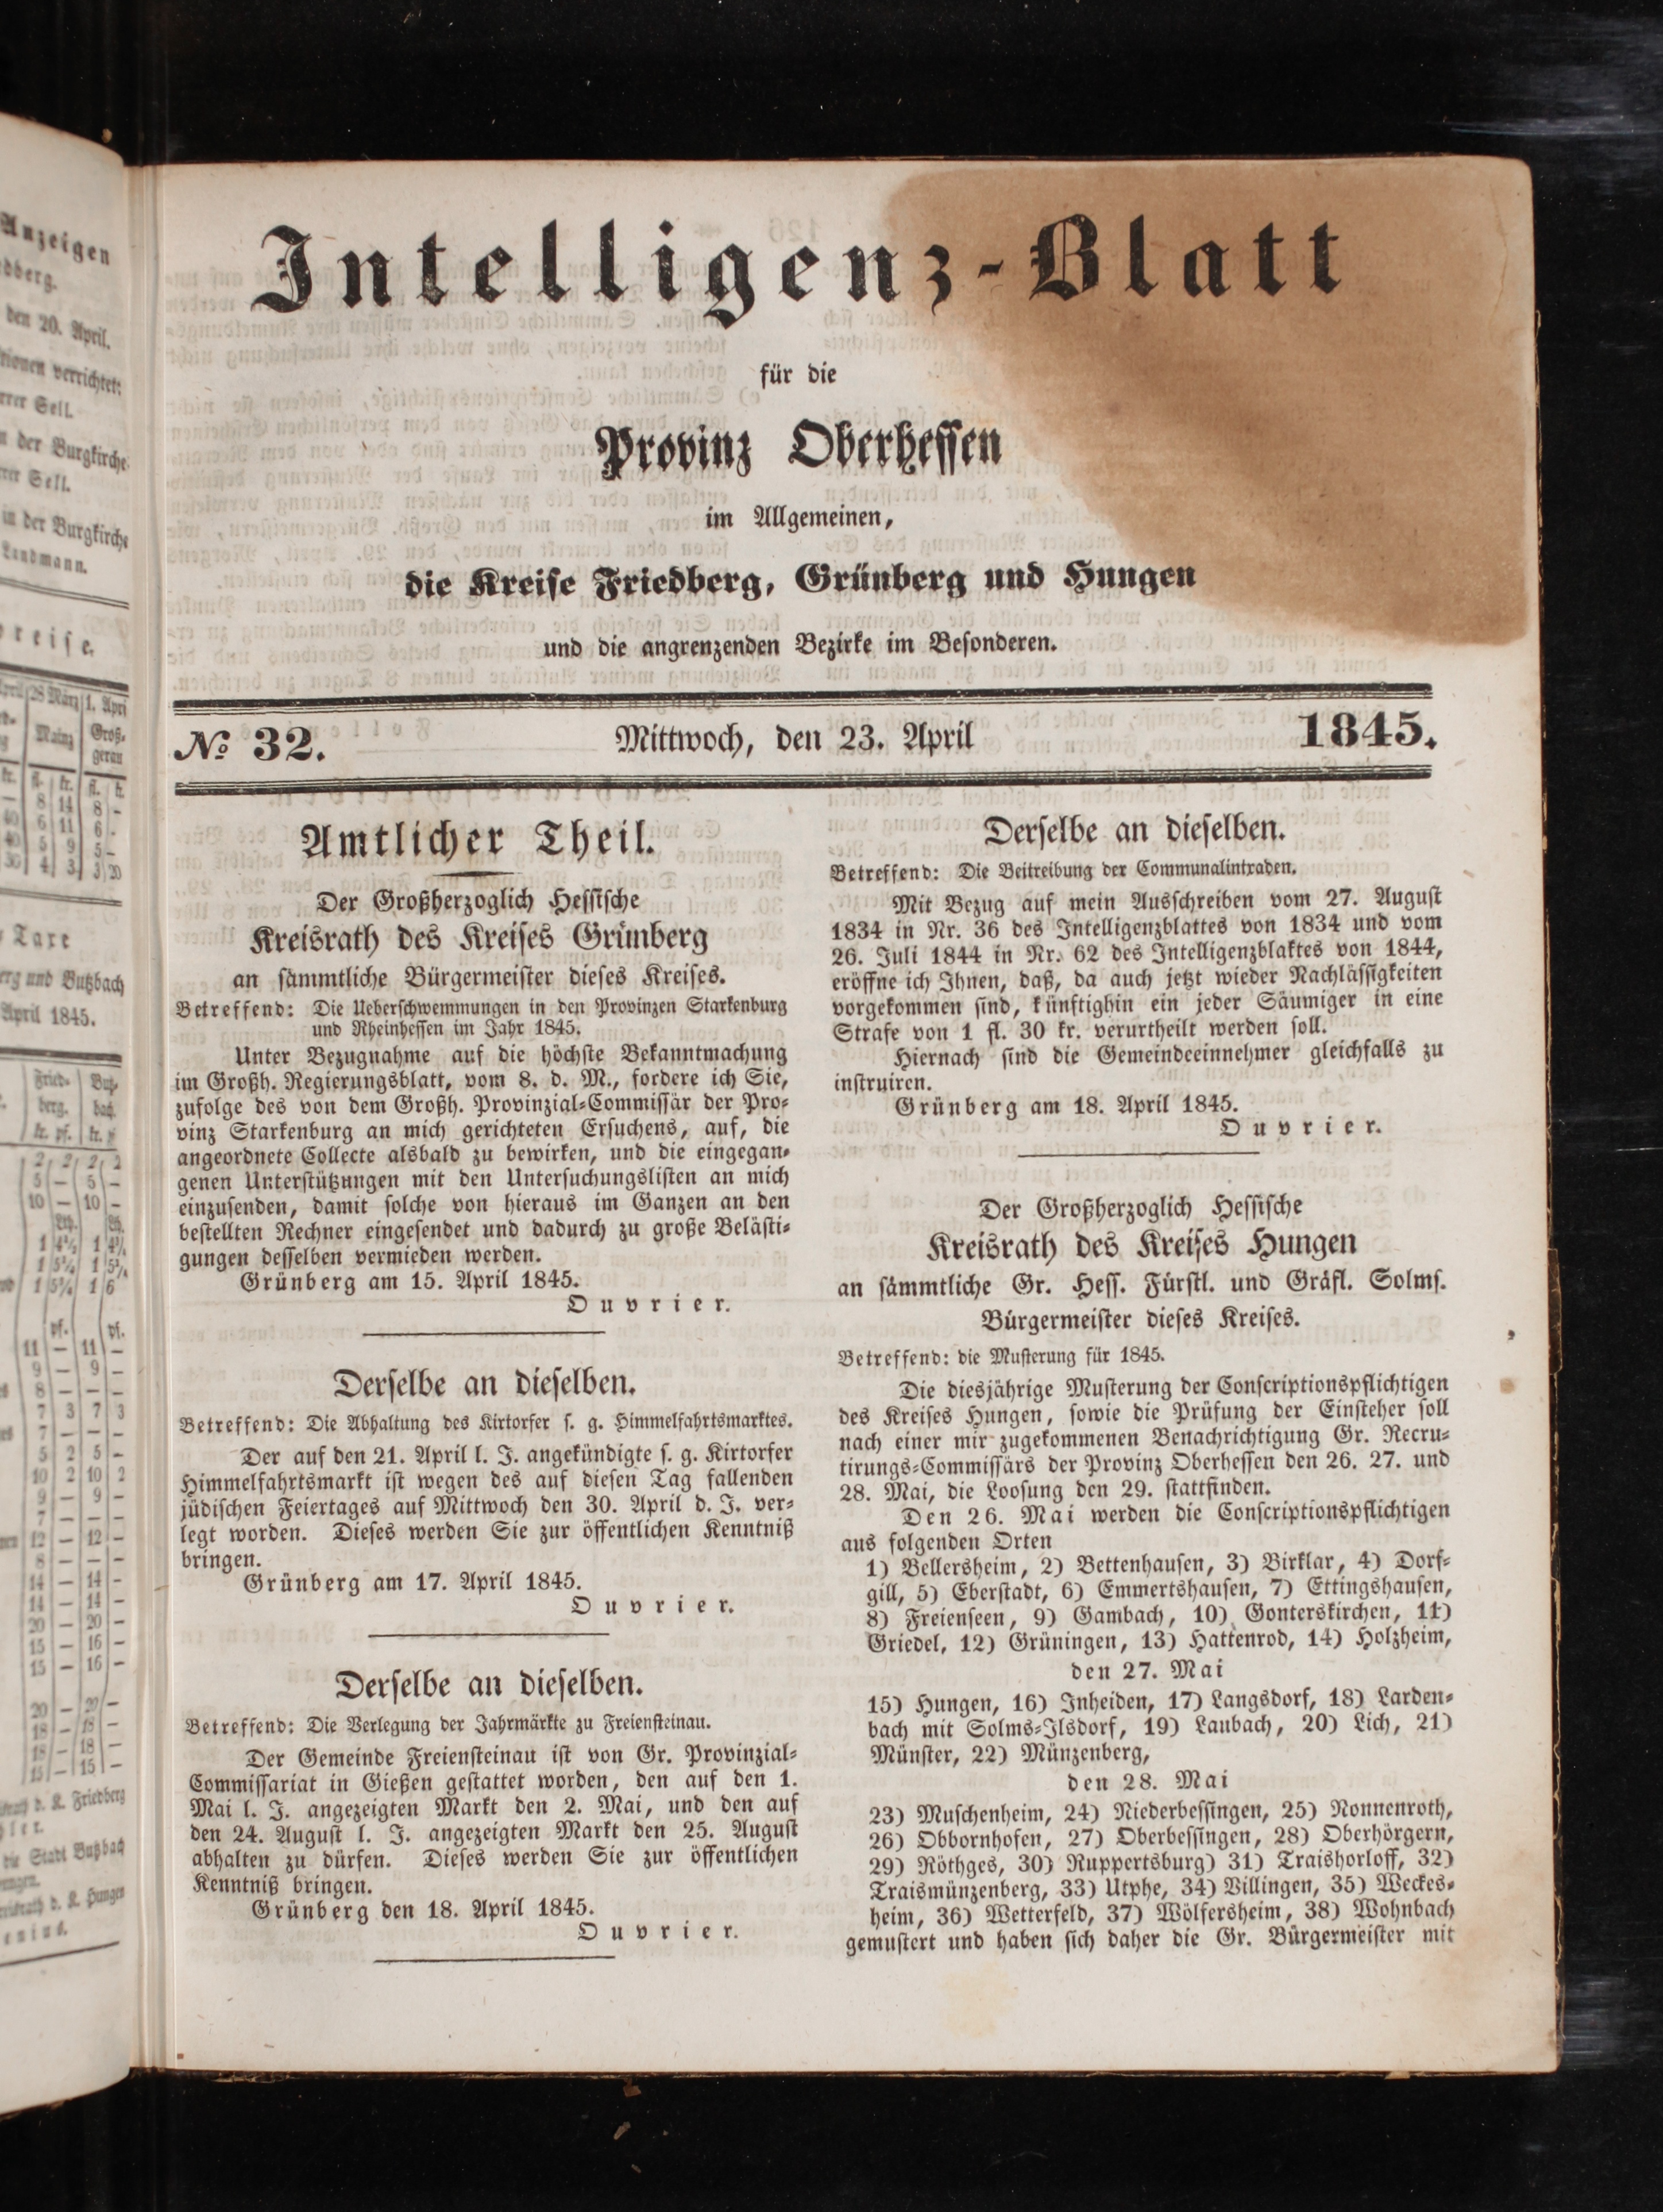 Intelligenz-Blatt
für die
Provinz Oberhessen
im Allgemeinen,
die Kreise Friedberg, Grünberg und Hungen
und die angrenzenden Bezirke im Besonderen.
№ 32. Mittwoch, den 23. April 1845.
Amtlicher Theil.
Der Großherzoglich Hessische
Kreisrath des Kreises Grünberg
an sämmtliche Bürgermeister dieses Kreises.
Betreffend: Die Ueberschwemmungen in den Provinzen Starkenburg
und Rheinhessen im Jahr 1845.
Unter Bezugnahme auf die höchste Bekanntmachung
im Großh. Regierungsblatt, vom 8. d. M., fordere ich Sie,
zufolge des von dem Großh. Provinzial-Commissär der Pro-
vinz Starkenburg an mich gerichteten Ersuchens, auf, die
angeordnete Collecte alsbald zu bewirken, und die eingegan-
genen Unterstützungen mit den Untersuchungslisten an mich
einzusenden, damit solche von hieraus im Ganzen an den
bestellten Rechner eingesendet und dadurch zu große Belästi-
gungen desselben vermieden werden.
Grünberg am 15. April 1845.
Ouvrier.
Derselbe an dieselben.
Betreffend: Die Abhaltung des Kirtorfer s. g. Himmelfahrtsmarktes.
Der auf den 21. April l. J. angekündigte s. g. Kirtorfer
Himmelfahrtsmarkt ist wegen des auf diesen Tag fallenden
jüdischen Feiertages auf Mittwoch den 30. April d. J. ver-
legt worden. Dieses werden Sie zur öffentlichen Kenntniß
bringen.
Grünberg am 17. April 1845.
Ouvrier.
Derselbe an dieselben.
Betreffend: Die Verlegung der Jahrmärkte zu Freiensteinau.
Der Gemeinde Freiensteinau ist von Gr. Provinzial-
Commissariat in Gießen gestattet worden, den auf den 1.
Mai l. J. angezeigten Markt den 2. Mai, und den auf
den 24. August l. J. angezeigten Markt den 25. August
abhalten zu dürfen. Dieses werden Sie zur öffentlichen
Kenntniß bringen.
Grünberg den 18. April 1845.
Ouvrier.
Derselbe an dieselben.
Betreffend: Die Beitreibung der Communalintraden.
Mit Bezug auf mein Ausschreiben vom 27. August
1834 in Nr. 36 des Intelligenzblattes von 1834 und vom
26. Juli 1844 in Nr. 62 des Intelligenzblaktes von 1844,
eröffne ich Ihnen, daß, da auch jetzt wieder Nachlässigkeiten
vorgekommen sind, künftighin ein jeder Säumiger in eine
Strafe von 1 fl. 30 kr. verurtheilt werden soll.
Hiernach sind die Gemeindeeinnehmer gleichfalls zu
instruiren.
Grünberg am 18. April 1845.
Ouvrier.
Der Großherzoglich Hessische
Kreisrath des Kreises Hungen
an sämmtliche Gr. Hess. Fürstl. und Gräfl. Solms.
Bürgermeister dieses Kreises.
Betreffend: die Musterung für 1845.
Die diesjährige Musterung der Conscriptionspflichtigen
des Kreises Hungen, sowie die Prüfung der Einsteher soll
nach einer mir zugekommenen Benachrichtigung Gr. Recru-
tirungs-Commissärs der Provinz Oberhessen den 26. 27. und
28. Mai, die Loosung den 29. stattfinden.
Den 26. Mai werden die Conscriptionspflichtigen
aus folgenden Orten
1) Bellersheim, 2) Bettenhausen, 3) Birklar, 4) Dorf-
gill, 5) Eberstadt, 6) Emmertshausen, 7) Ettingshausen,
8) Freienseen, 9) Gambach, 10) Gonterskirchen, 11)
Griedel, 12) Grüningen, 13) Hattenrod, 14) Holzheim,
den 27. Mai
15) Hungen, 16) Inheiden, 17) Langsdorf, 18) Larden-
bach mit Solms-Ilsdorf, 19) Laubach, 20) Lich, 21)
Münster, 22) Münzenberg,
den 28. Mai
23) Muschenheim, 24) Niederbessingen, 25) Nonnenroth,
26) Obbornhofen, 27) Oberbessingen, 28) Oberhörgern,
29) Röthges, 30) Ruppertsburg) 31) Traishorloff, 32)
Traismünzenberg, 33) Utphe, 34) Villingen, 35) Weckes-
heim, 36) Wetterfeld, 37) Wölfersheim, 38) Wohnbach
gemustert und haben sich daher die Gr. Bürgermeister mit